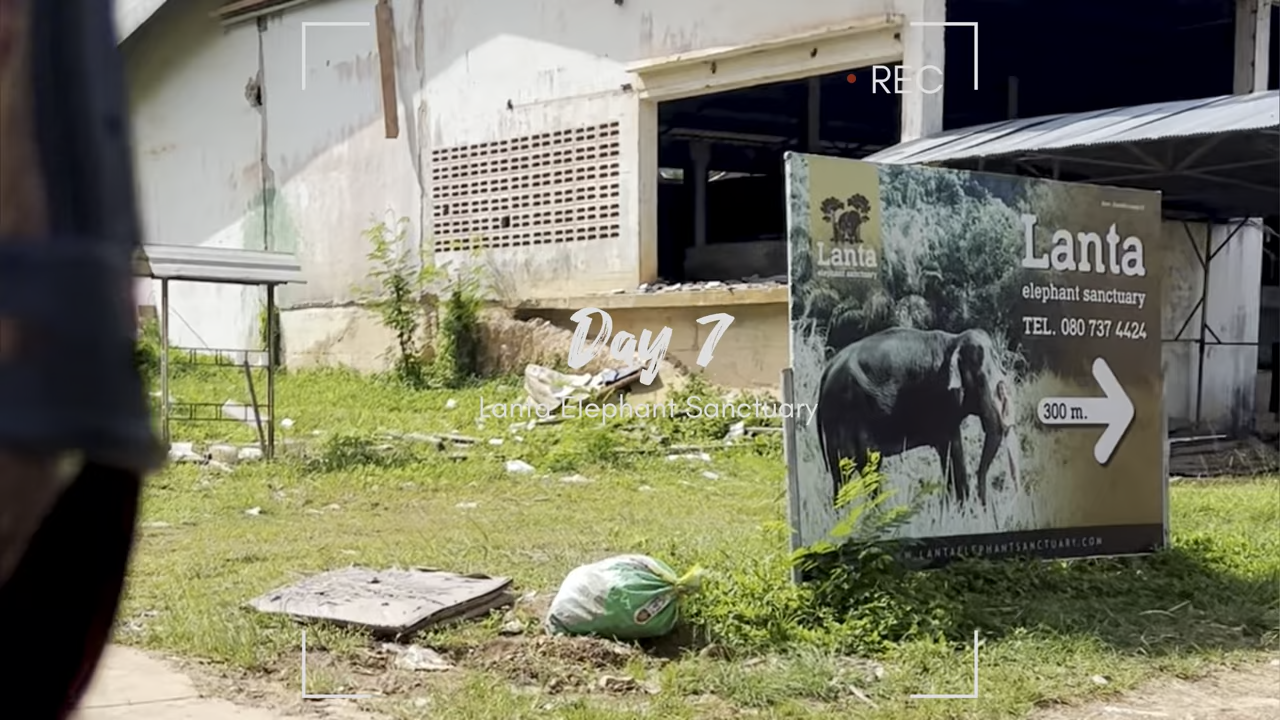 REC
Lanta
elephant sanctuary
Lanta
elephant sanctuary
TEL. 080 737 4424
300 m.
WWW.LANTAELEPHANTSANCTUARY.COM
Day 7
Lanta Elephant Sanctuary